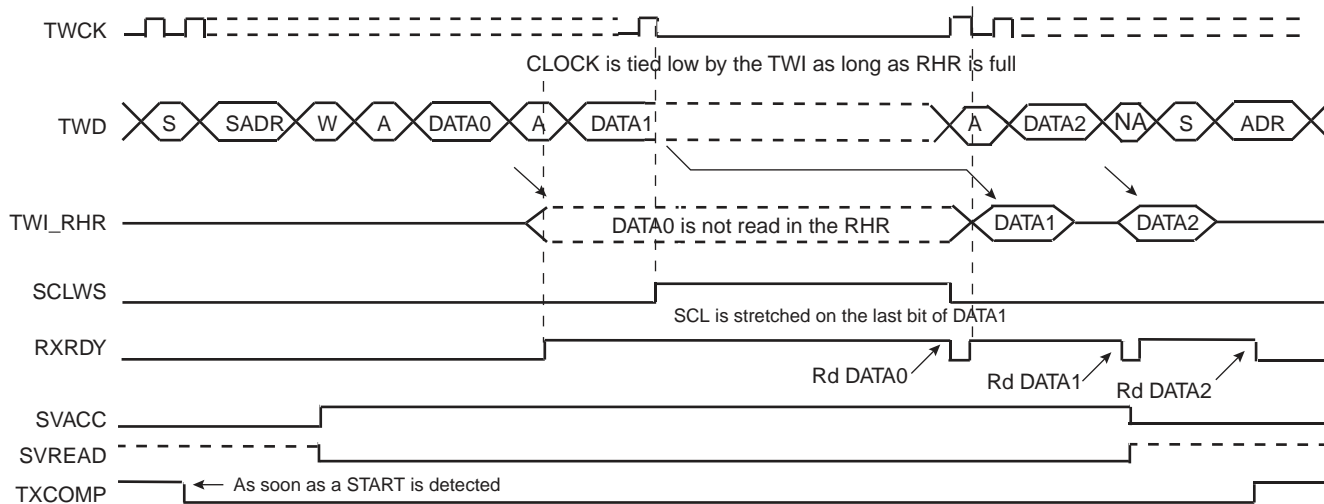 TWCK
CLOCK is tied low by the TWI as long as RHR is full
TWD S SADR W A DATA0 A DATA1 A DATA2 NA S ADR
TWI_RHR DATA0 is not read in the RHR DATA1 DATA2
SCLWS
SCL is stretched on the last bit of DATA1
RXRDY
Rd DATA0 Rd DATA1 Rd DATA2
SVACC
SVREAD
TXCOMP As soon as a START is detected